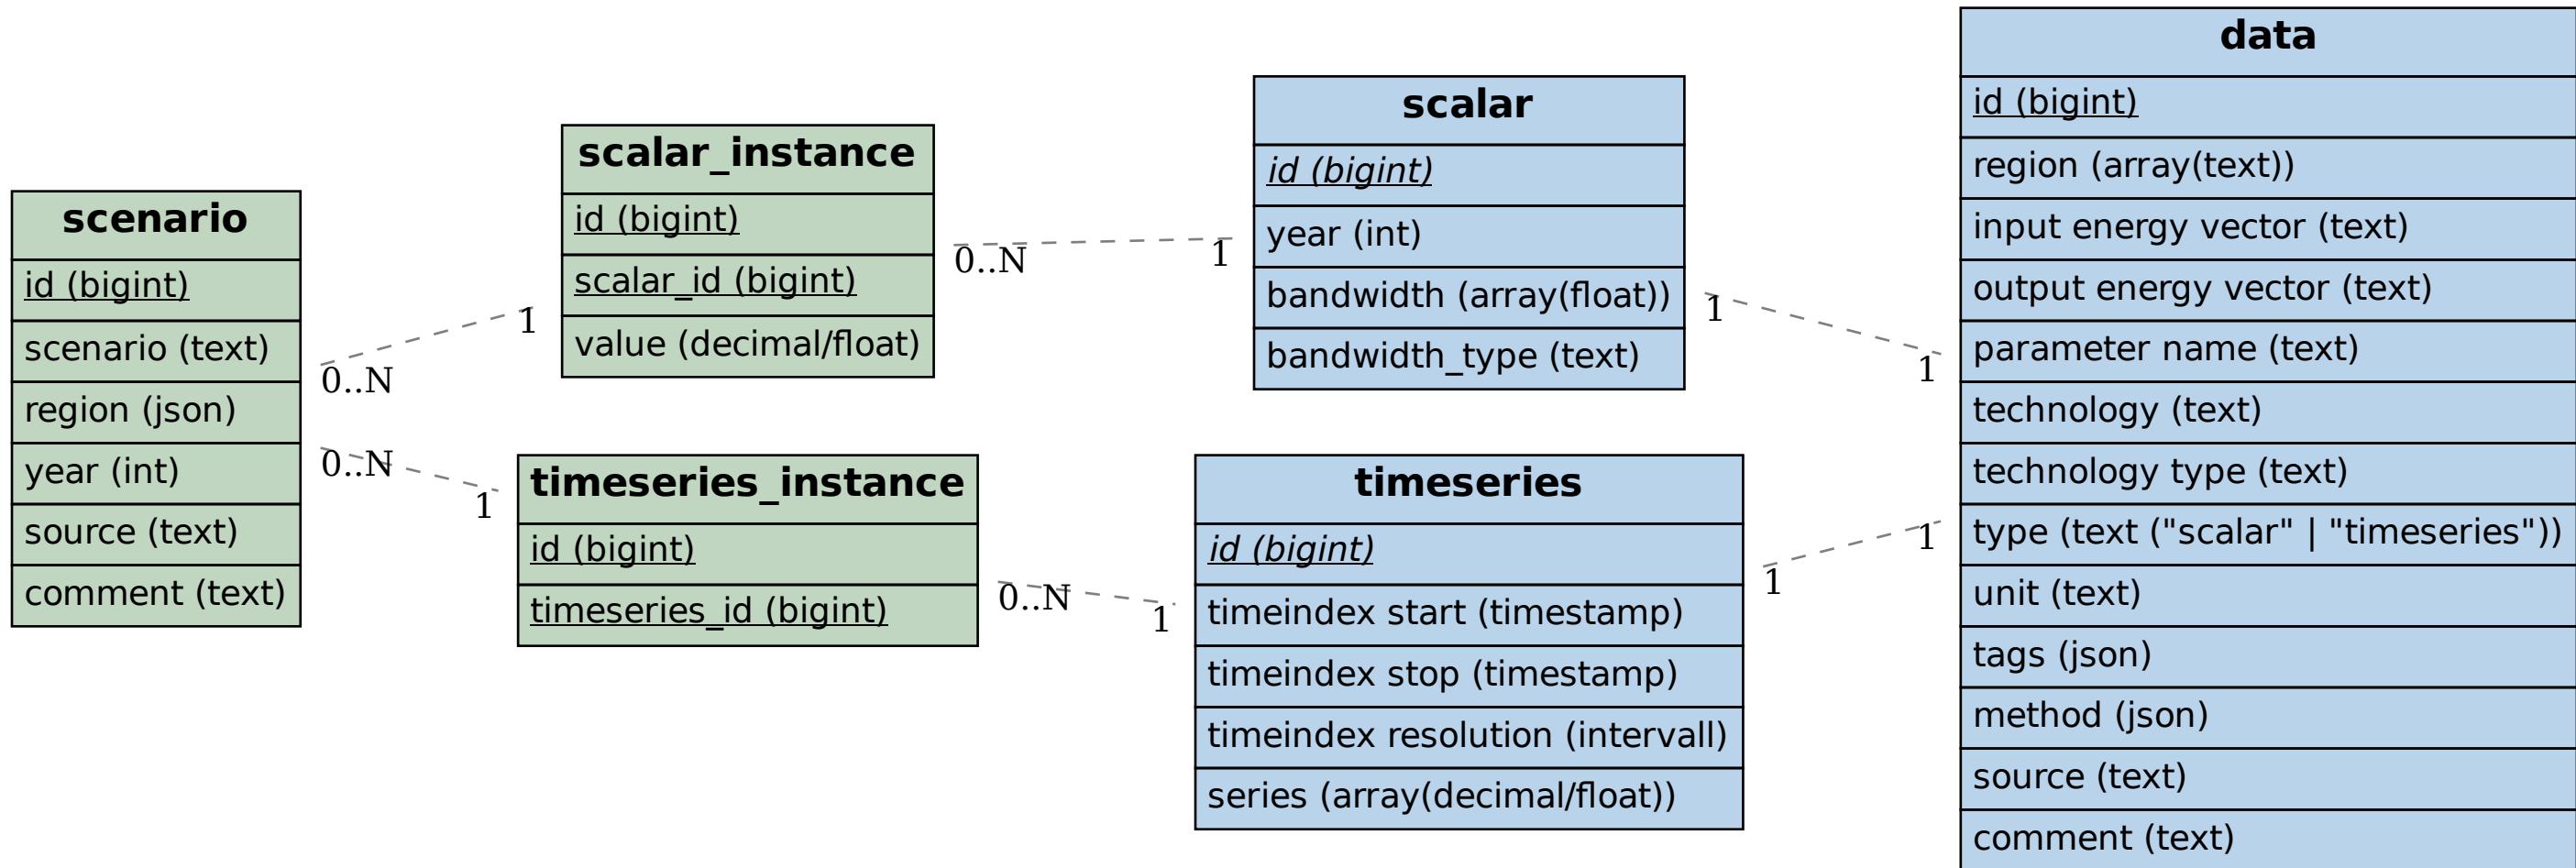 scenario
id (bigint)
scenario (text)
region (json)
year (int)
source (text)
comment (text)
0..N
1
0..N
1
scalar_instance
id (bigint)
scalar_id (bigint)
value (decimal/float)
0..N
1
timeseries_instance
id (bigint)
timeseries_id (bigint)
0..N
1
scalar
id (bigint)
year (int)
bandwidth (array(float))
bandwidth_type (text)
1
1
timeseries
id (bigint)
timeindex start (timestamp)
timeindex stop (timestamp)
timeindex resolution (intervall)
series (array(decimal/float))
1
1
data
id (bigint)
region (array(text))
input energy vector (text)
output energy vector (text)
parameter name (text)
technology (text)
technology type (text)
type (text ("scalar" | "timeseries"))
unit (text)
tags (json)
method (json)
source (text)
comment (text)